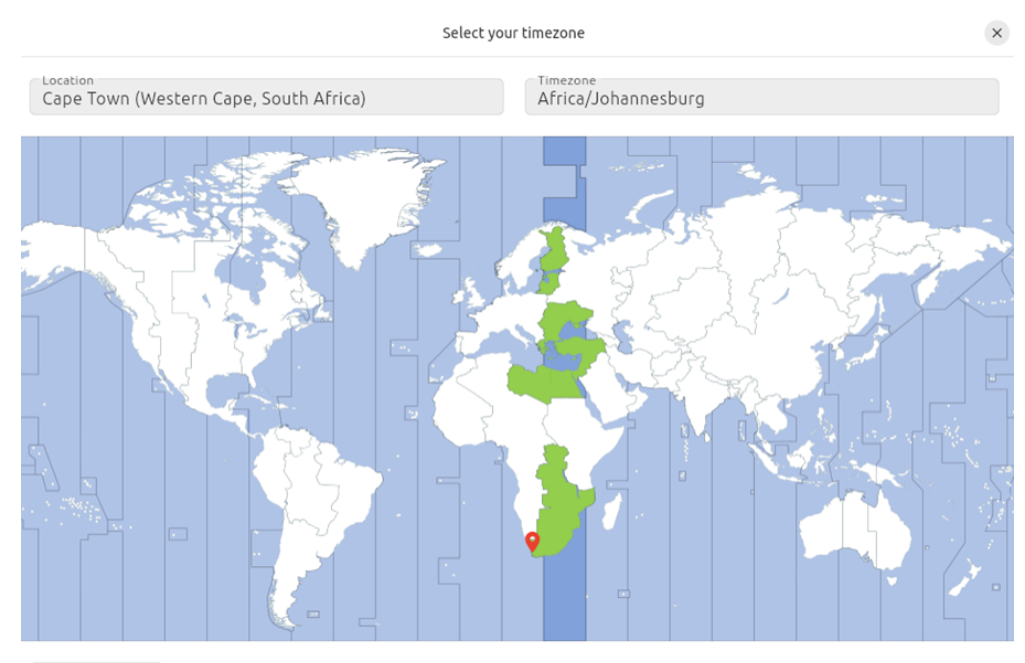 Select your timezone
Location
Cape Town (Western Cape, South Africa)
Timezone
Africa/Johannesburg